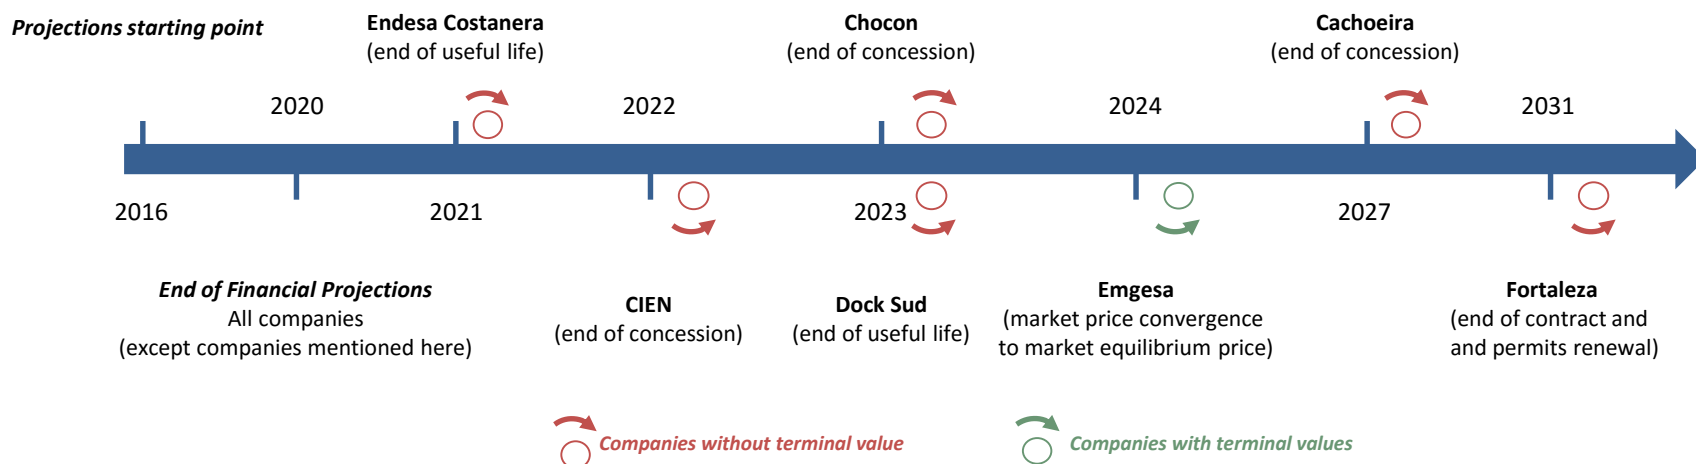 Projections starting point
Endesa Costanera
(end of useful life)
Chocon
(end of concession)
Cachoeira
(end of concession)
2020
2022
2024
2031
2016
2021
2023
2027
End of Financial Projections
All companies
(except companies mentioned here)
CIEN
(end of concession)
Dock Sud
(end of useful life)
Emgesa
(market price convergence
to market equilibrium price)
Fortaleza
(end of contract and
and permits renewal)
Companies without terminal value
Companies with terminal values